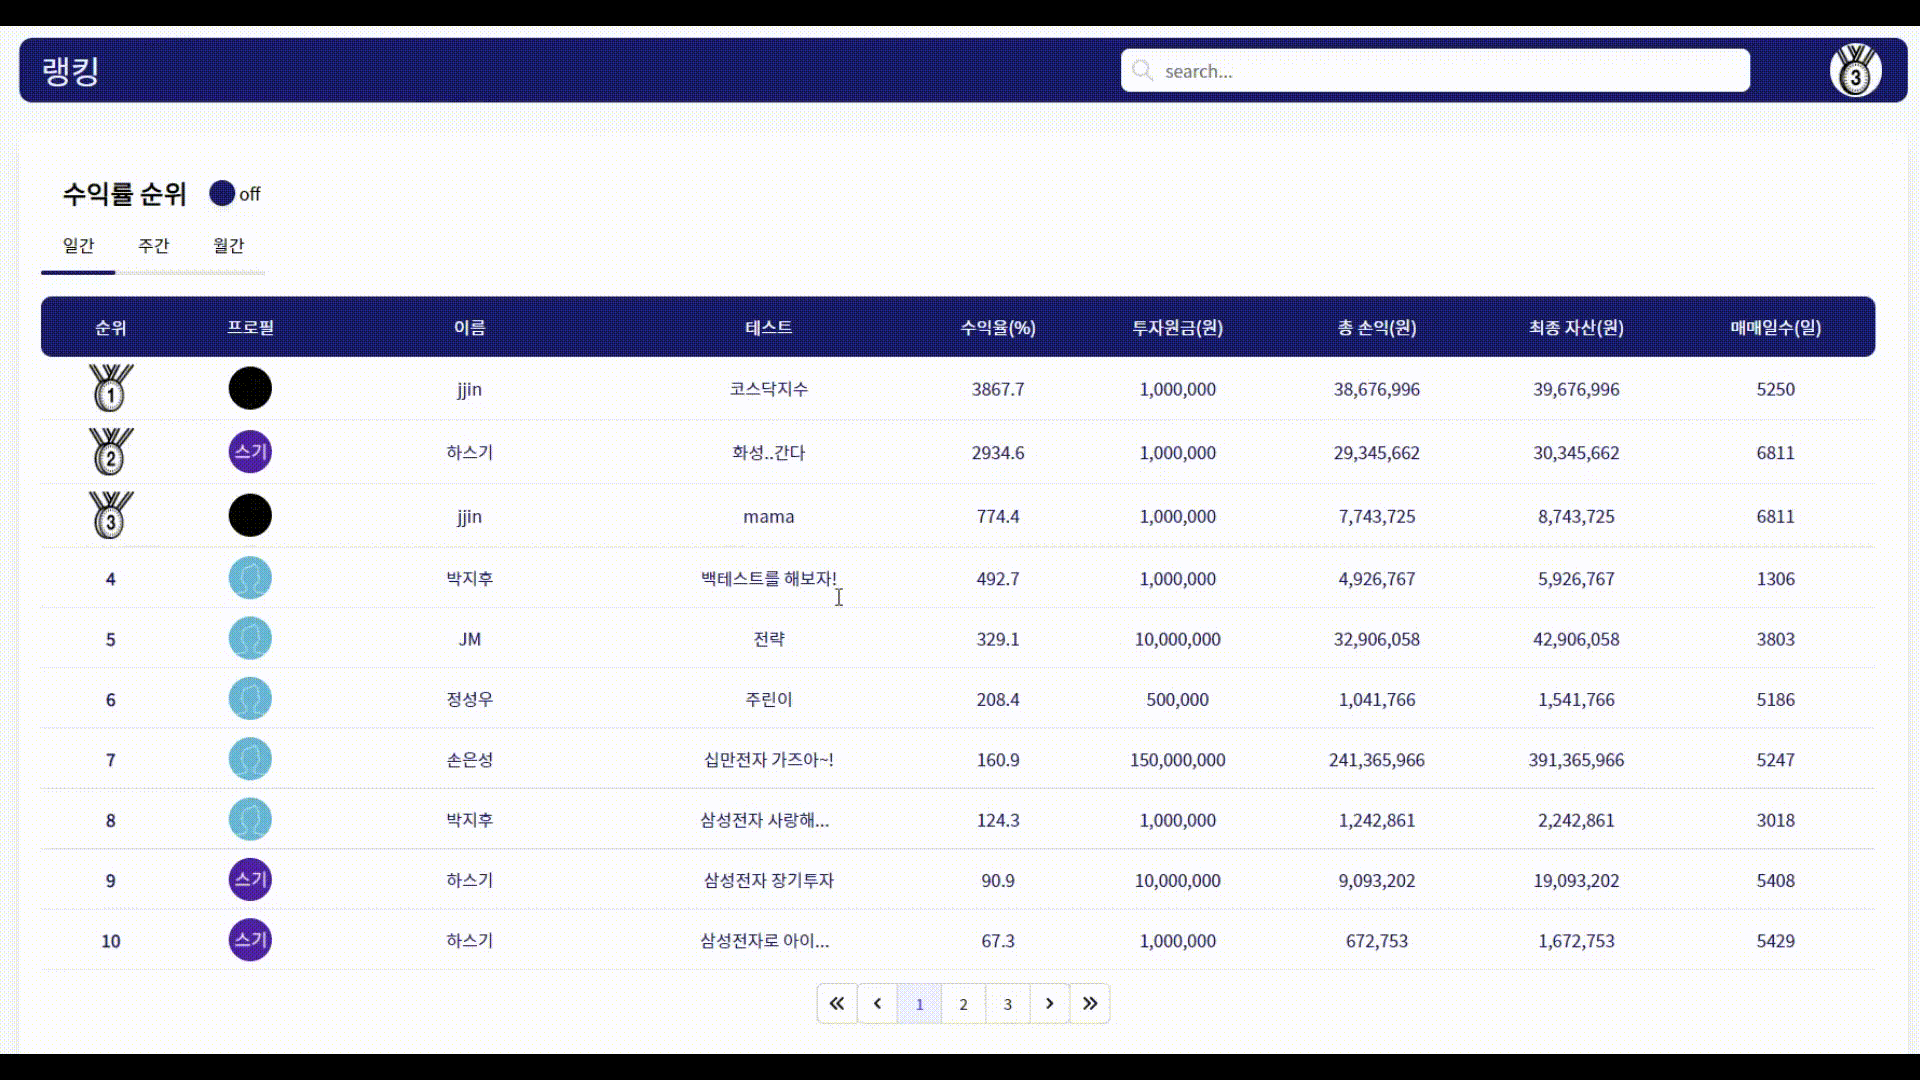 랭킹 search... 3
수익률 순위 off
일간 주간 월간
순위 프로필 이름 테스트 수익율(%) 투자원금(원) 총 손익(원) 최종 자산(원) 매매일수(일)
1 jjin 코스닥지수 3867.7 1,000,000 38,676,996 39,676,996 5250
2 스기 하스기 화성..간다 2934.6 1,000,000 29,345,662 30,345,662 6811
3 jjin mama 774.4 1,000,000 7,743,725 8,743,725 6811
4 박지후 백테스트를 해보자! 492.7 1,000,000 4,926,767 5,926,767 1306
5 JM 전략 329.1 10,000,000 32,906,058 42,906,058 3803
6 정성우 주린이 208.4 500,000 1,041,766 1,541,766 5186
7 손은성 십만전자 가즈아~! 160.9 150,000,000 241,365,966 391,365,966 5247
8 박지후 삼성전자 사랑해... 124.3 1,000,000 1,242,861 2,242,861 3018
9 스기 하스기 삼성전자 장기투자 90.9 10,000,000 9,093,202 19,093,202 5408
10 스기 하스기 삼성전자로 아이... 67.3 1,000,000 672,753 1,672,753 5429
« ‹ 1 2 3 › »